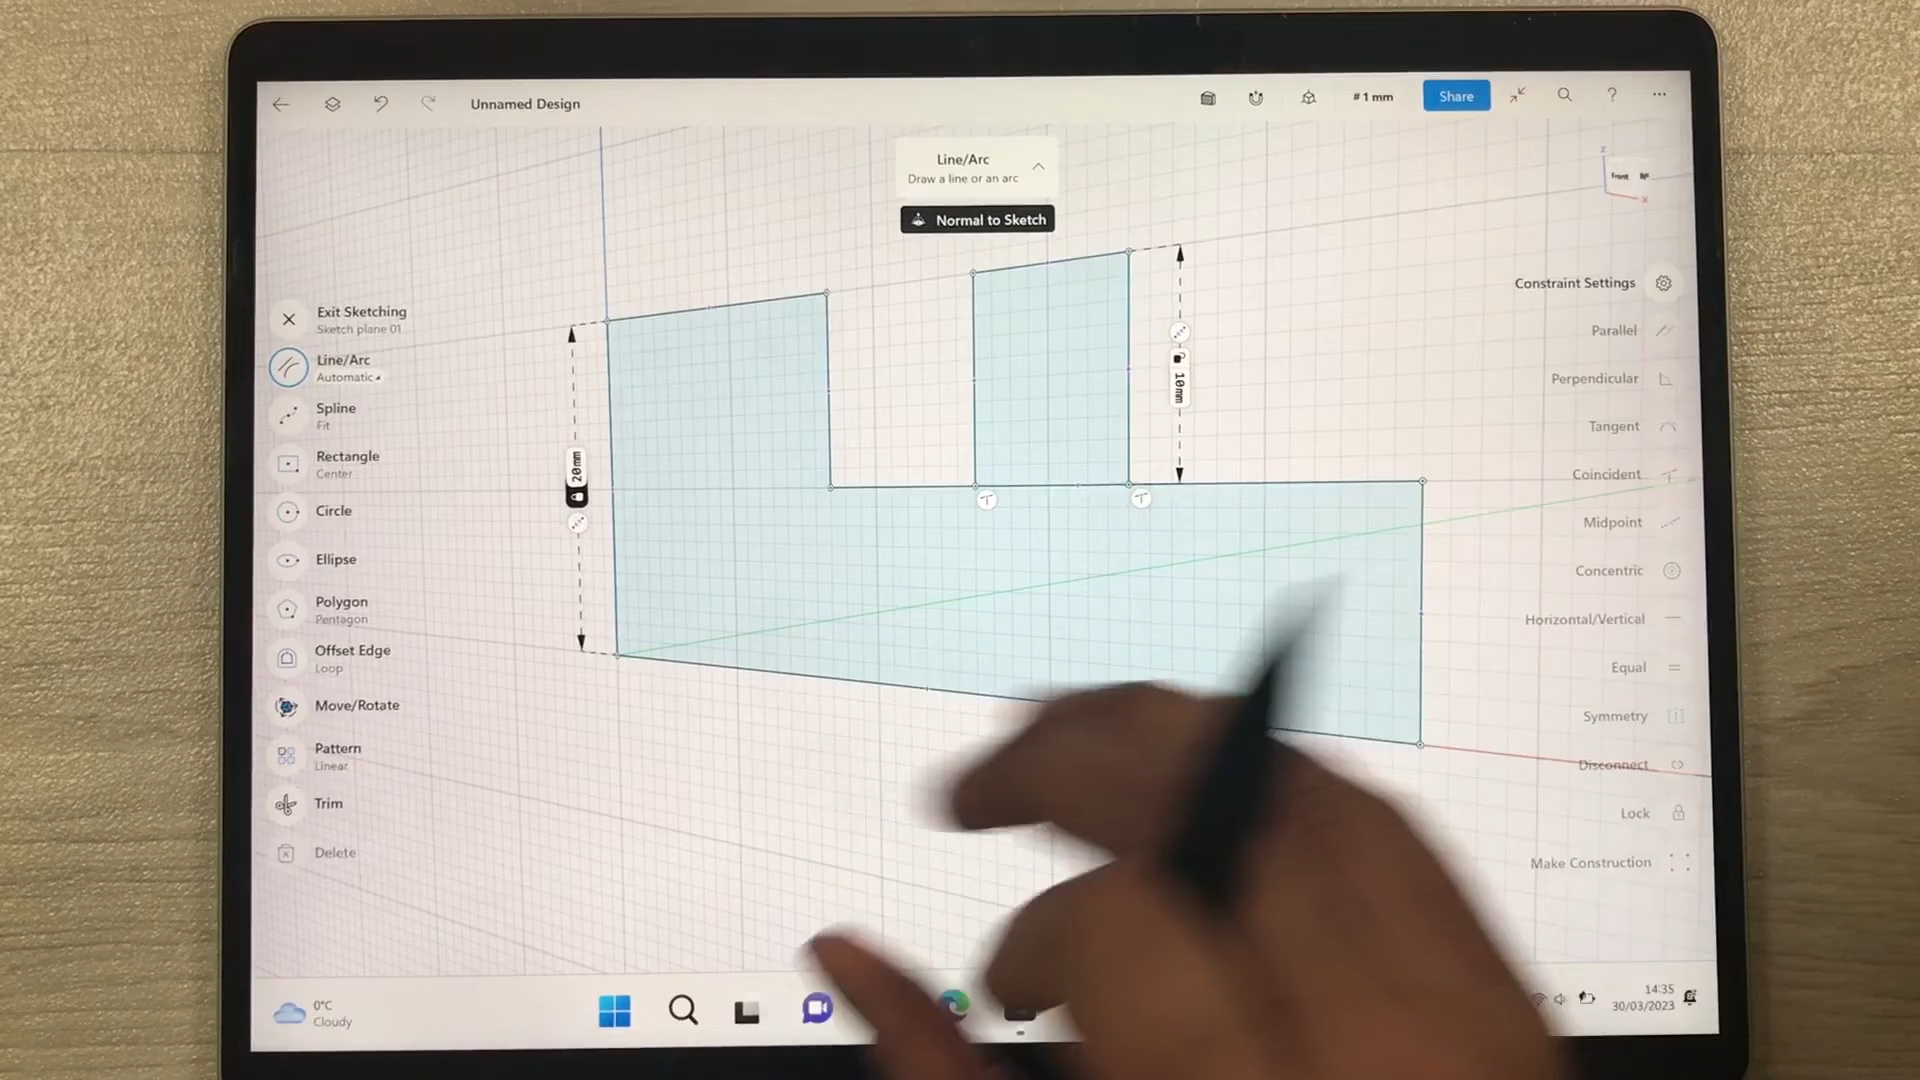 Unnamed Design
# 1 mm
Share
?
Line/Arc
Draw a line or an arc
Normal to Sketch
Z
Front
X
Exit Sketching
Sketch plane 01
Line/Arc
Automatic
Spline
Fit
Rectangle
Center
Circle
Ellipse
Polygon
Pentagon
Offset Edge
Loop
Move/Rotate
Pattern
Linear
Trim
Delete
20mm
10mm
Constraint Settings
Parallel
Perpendicular
Tangent
Coincident
Midpoint
Concentric
Horizontal/Vertical
Equal
Symmetry
Disconnect
Lock
Make Construction
0°C
Cloudy
14:35
30/03/2023